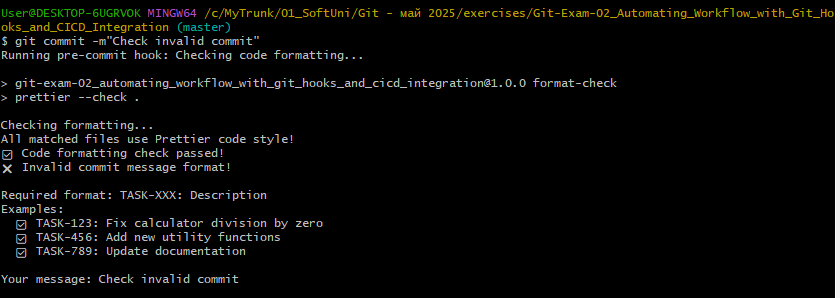 User@DESKTOP-6UGRVOK MINGW64 /c/MyTrunk/01_SoftUni/Git - май 2025/exercises/Git-Exam-02_Automating_Workflow_with_Git_Ho
oks_and_CICD_Integration (master)
$ git commit -m"Check invalid commit"
Running pre-commit hook: Checking code formatting...
> git-exam-02_automating_workflow_with_git_hooks_and_cicd_integration@1.0.0 format-check
> prettier --check .
Checking formatting...
All matched files use Prettier code style!
☑ Code formatting check passed!
❌ Invalid commit message format!
Required format: TASK-XXX: Description
Examples:
☑ TASK-123: Fix calculator division by zero
☑ TASK-456: Add new utility functions
☑ TASK-789: Update documentation
Your message: Check invalid commit